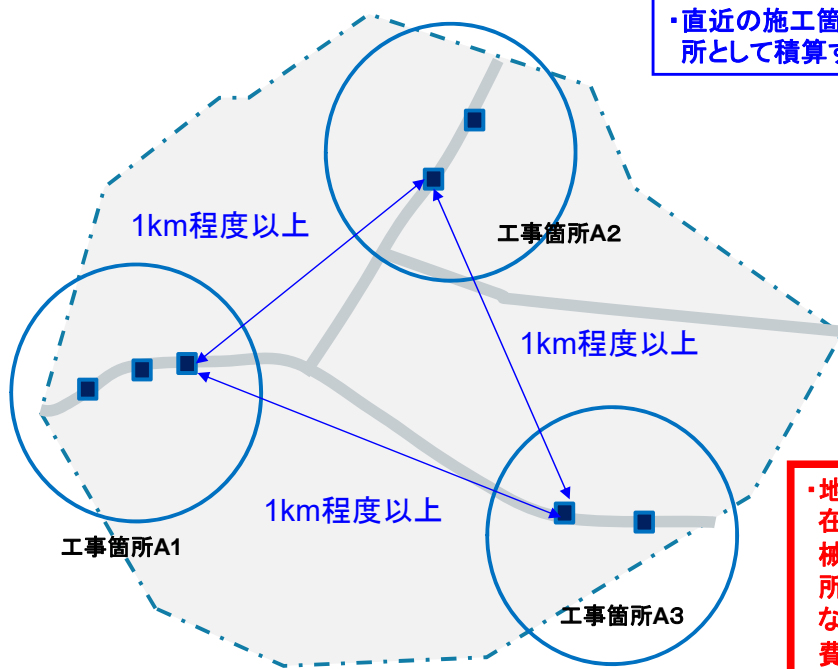 ・直近の施工箇
所として積算す
1km程度以上
工事箇所A2
1km程度以上
1km程度以上
工事箇所A1
工事箇所A3
・地
在
械
所
な
費